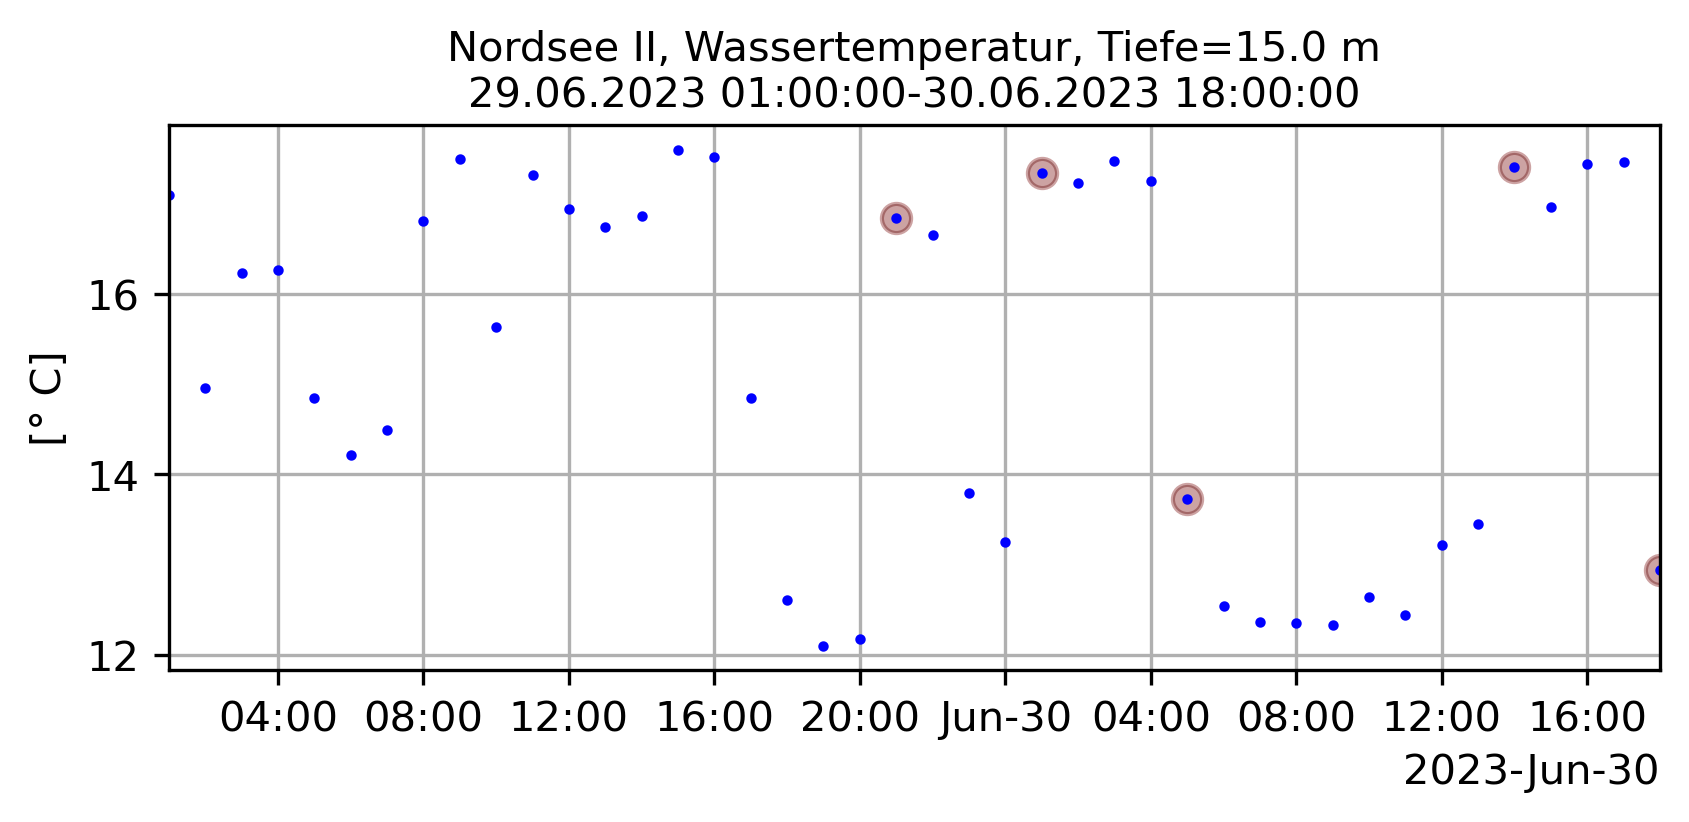 Nordsee II, Wassertemperatur, Tiefe=15.0 m
29.06.2023 01:00:00-30.06.2023 18:00:00
[° C]
16
14
12
04:00 08:00 12:00 16:00 20:00 Jun-30 04:00 08:00 12:00 16:00
2023-Jun-30